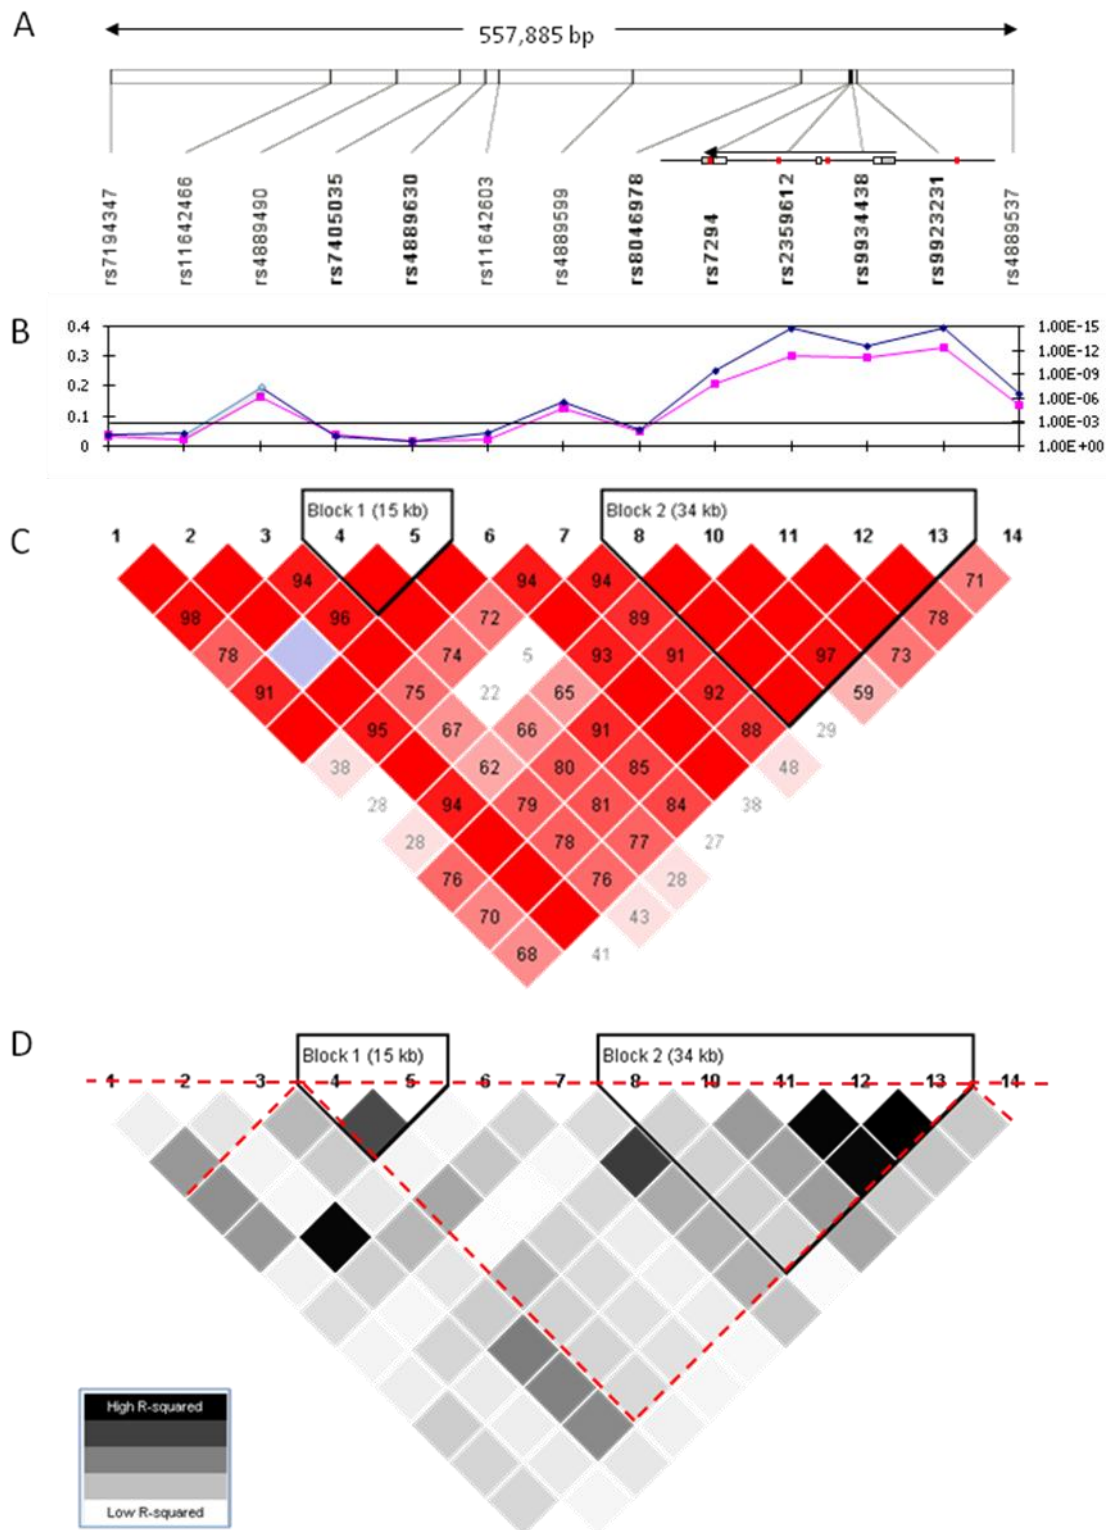 A
557,885 bp
rs7194347
rs11642466
rs4889490
rs7405035
rs4889630
rs11642603
rs4889599
rs8046978
rs7294
rs2359612
rs9934438
rs9923231
rs4889537
B
0.4 1.00E-15
0.3 1.00E-12
1.00E-09
0.2
1.00E-06
0.1 1.00E-03
0 1.00E+00
Block 1 (15 kb) Block 2 (34 kb)
C
1 2 3 4 5 6 7 8 10 11 12 13 14
94 94 94 71
98 96 72 89 78
78 74 5 93 91 97 73
91 75 22 65 92 59
95 67 66 91 88 29
38 62 80 85 48
28 94 79 81 84 38
28 78 77 27
76 76 28
70 43
68 41
D
Block 1 (15 kb) Block 2 (34 kb)
1 2 3 4 5 6 7 8 10 11 12 13 14
High R-squared
Low R-squared